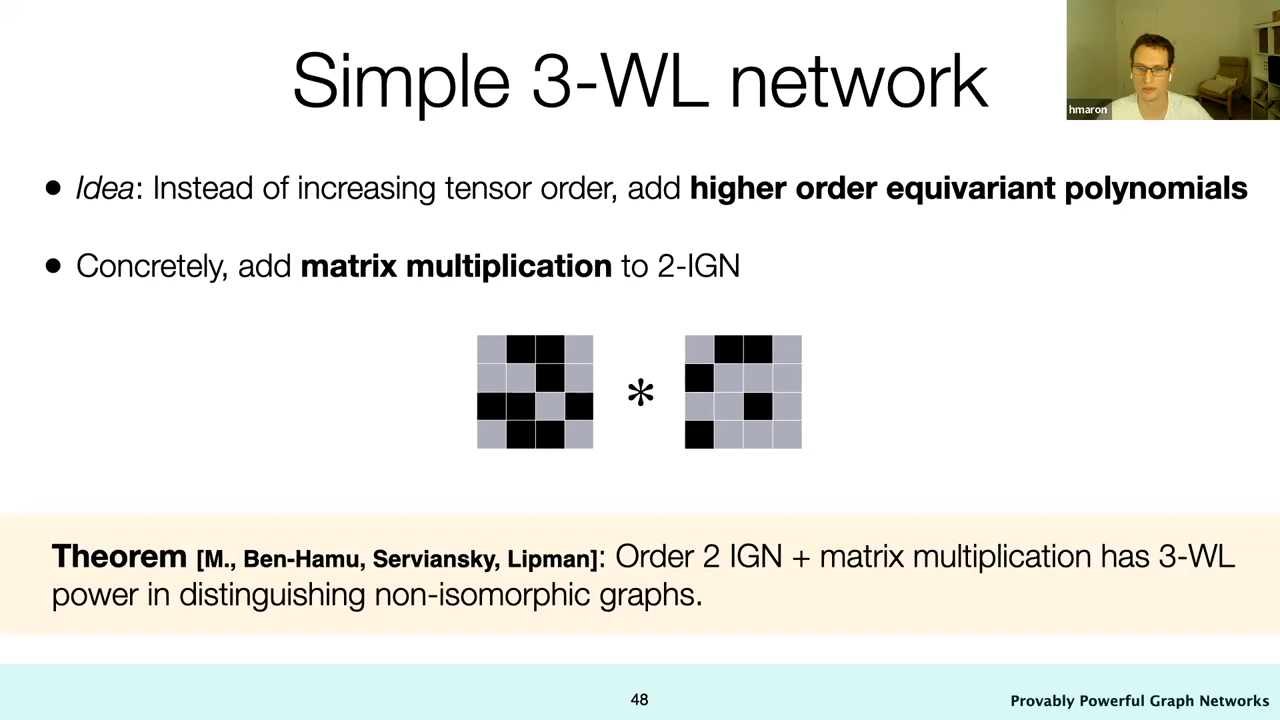 Simple 3-WL network
hmaron
• Idea: Instead of increasing tensor order, add higher order equivariant polynomials
• Concretely, add matrix multiplication to 2-IGN
*
Theorem [M., Ben-Hamu, Serviansky, Lipman]: Order 2 IGN + matrix multiplication has 3-WL
power in distinguishing non-isomorphic graphs.
48
Provably Powerful Graph Networks